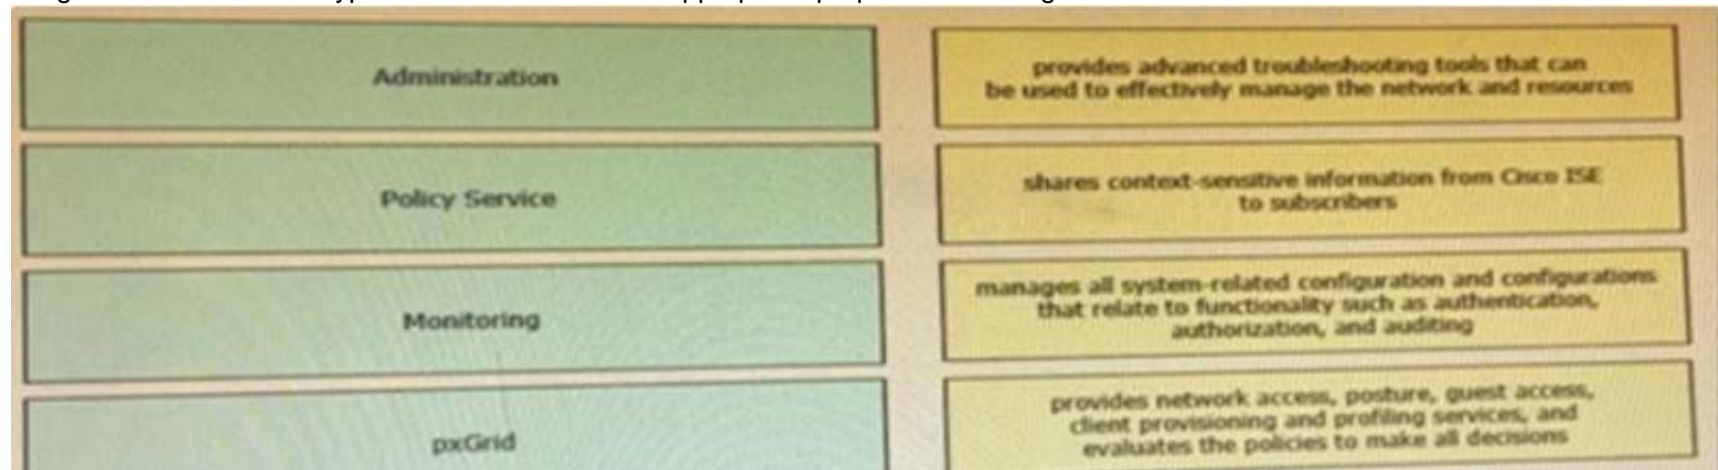 Administration
provides advanced troubleshooting tools that can
be used to effectively manage the network and resources
Policy Service
shares context-sensitive information from Cisco ISE
to subscribers
Monitoring
manages all system-related configuration and configurations
that relate to functionality such as authentication,
authorization, and auditing
pxGrid
provides network access, posture, guest access,
client provisioning and profiling services, and
evaluates the policies to make all decisions